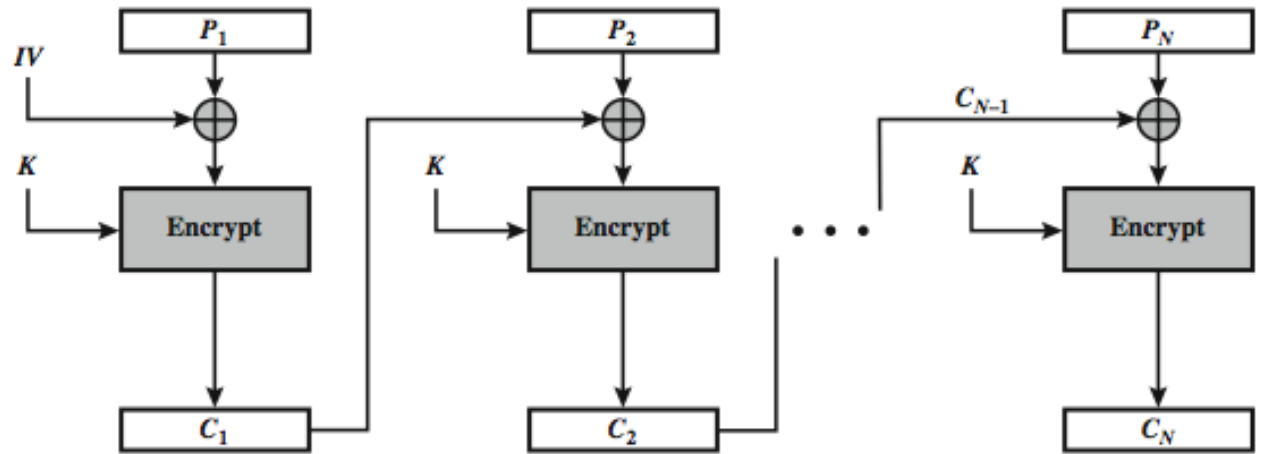 P1 P2 PN
IV
CN–1
K K K
Encrypt Encrypt • • • Encrypt
C1 C2 CN